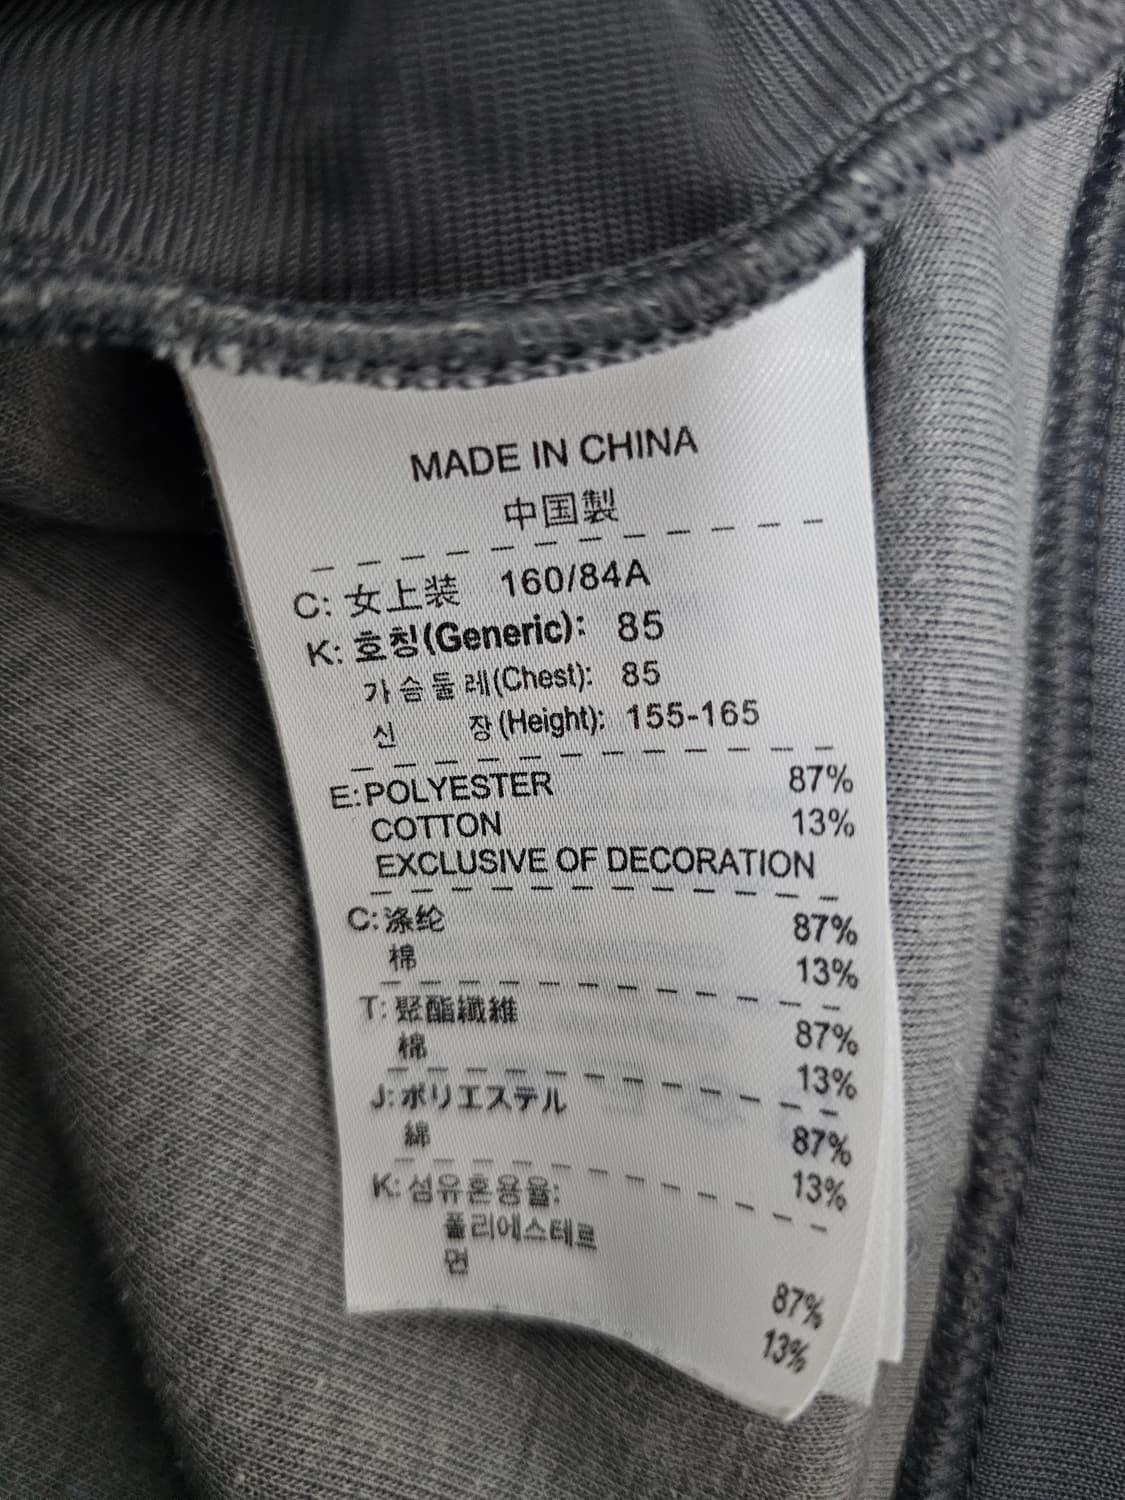 MADE IN CHINA
中国製
C: 女上装 160/84A
K: 호칭(Generic): 85
가슴둘레(Chest): 85
신 장(Height): 155-165
E:POLYESTER 87%
COTTON 13%
EXCLUSIVE OF DECORATION
C:涤纶 87%
棉 13%
T: 聚酯纖維 87%
棉 13%
J:ポリエステル 87%
綿 13%
K: 섬유혼용율:
폴리에스테르 87%
면 13%